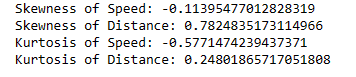 Skewness of Speed: -0.11395477012828319
Skewness of Distance: 0.7824835173114966
Kurtosis of Speed: -0.5771474239437371
Kurtosis of Distance: 0.24801865717051808